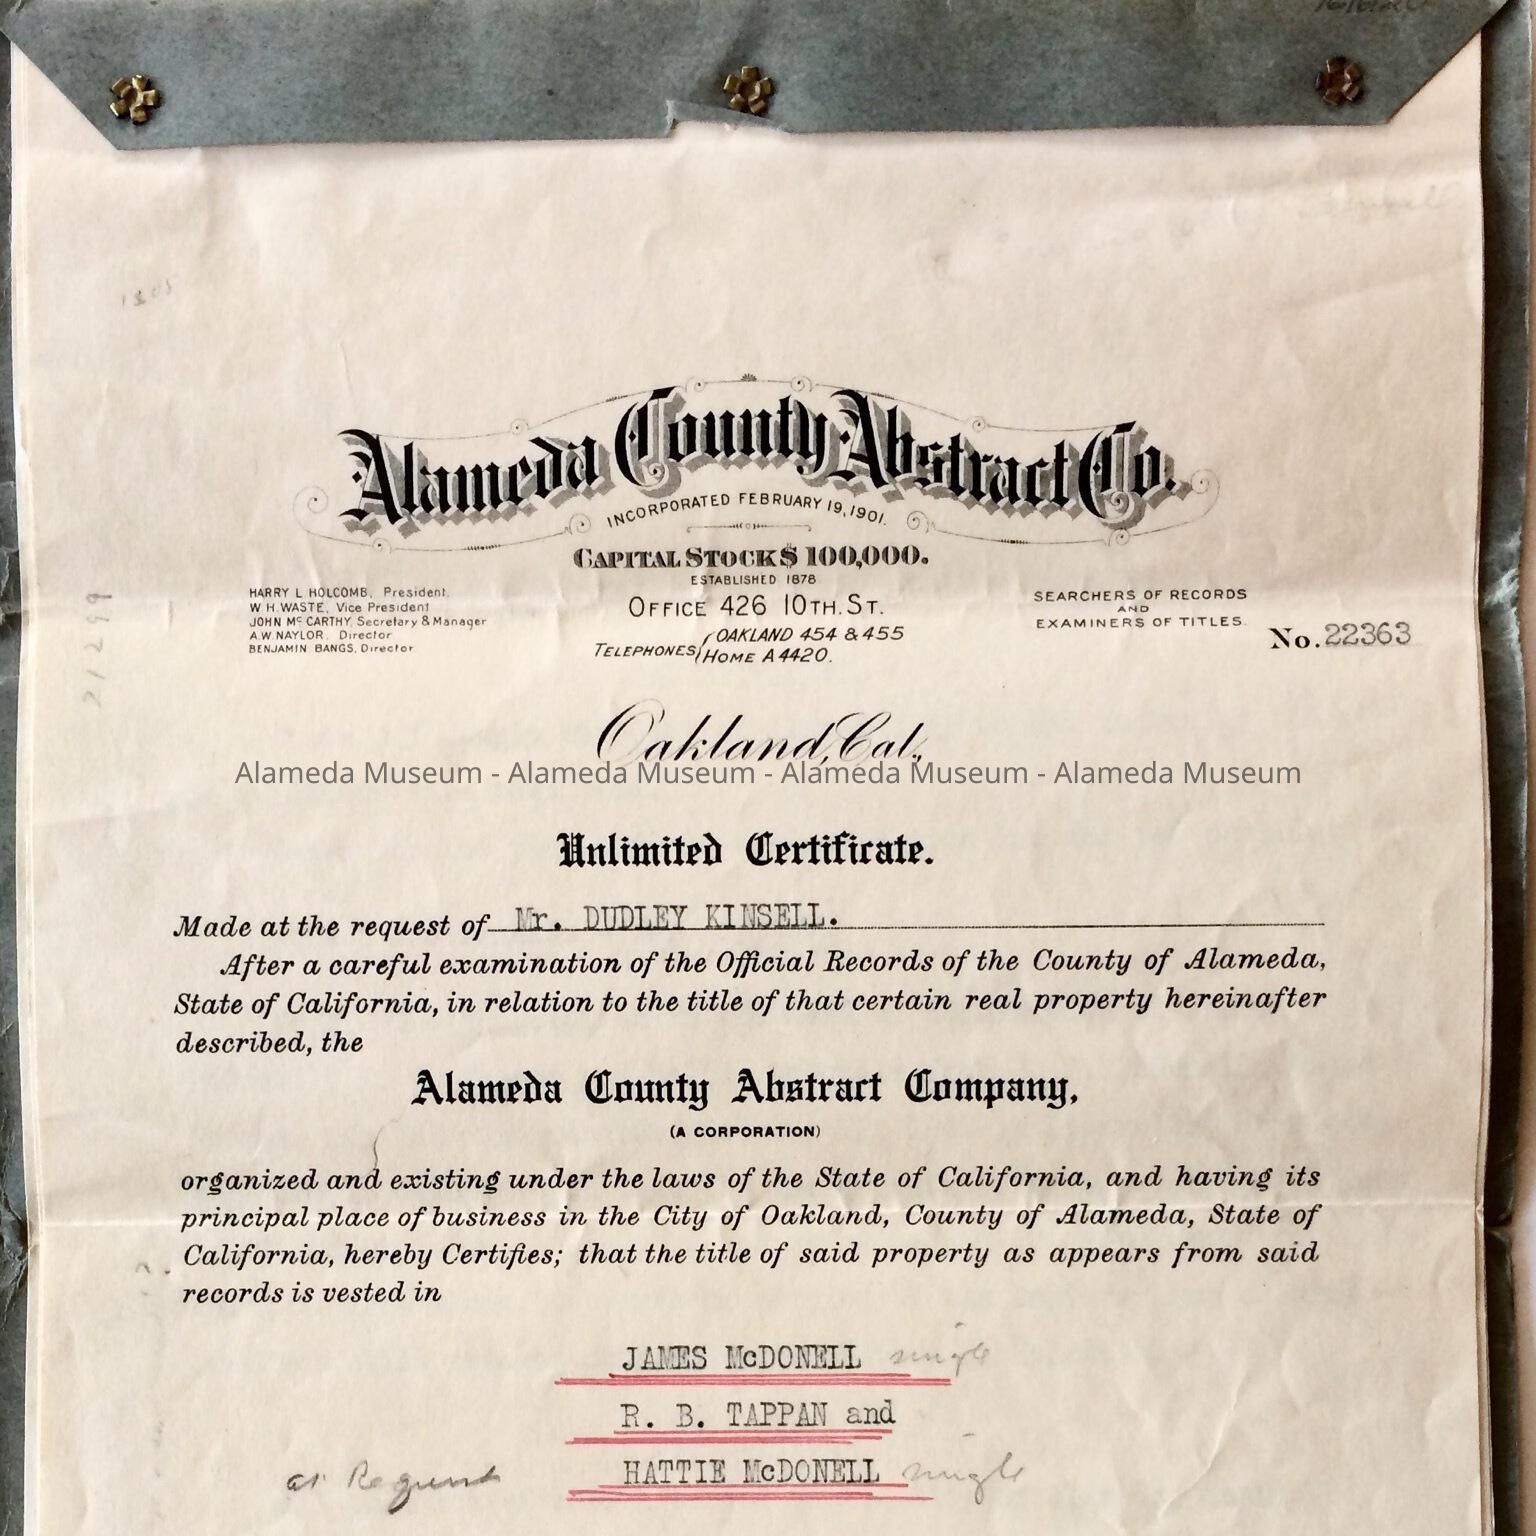 Alameda County Abstract Co.
INCORPORATED FEBRUARY 19, 1901.
CAPITAL STOCK $ 100,000.
ESTABLISHED 1878
OFFICE 426 10TH. ST.
TELEPHONES OAKLAND 454 & 455
HOME A 4420.
HARRY L HOLCOMB, President.
W. H. WASTE, Vice President
JOHN McCARTHY, Secretary & Manager
A. W. NAYLOR, Director
BENJAMIN BANGS, Director
SEARCHERS OF RECORDS
AND
EXAMINERS OF TITLES.
No. 22363
21299
Oakland, Cal.,
Alameda Museum - Alameda Museum - Alameda Museum - Alameda Museum
Unlimited Certificate.
Made at the request of Mr. DUDLEY KINSELL.
After a careful examination of the Official Records of the County of Alameda,
State of California, in relation to the title of that certain real property hereinafter
described, the
Alameda County Abstract Company,
(A CORPORATION)
organized and existing under the laws of the State of California, and having its
principal place of business in the City of Oakland, County of Alameda, State of
California, hereby Certifies; that the title of said property as appears from said
records is vested in
JAMES McDONELL single
R. B. TAPPAN and
HATTIE McDONELL single